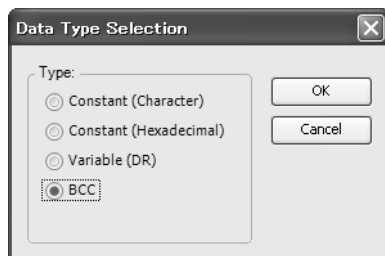 Data Type Selection
Type:
Constant (Character)
Constant (Hexadecimal)
Variable (DR)
BCC
OK
Cancel